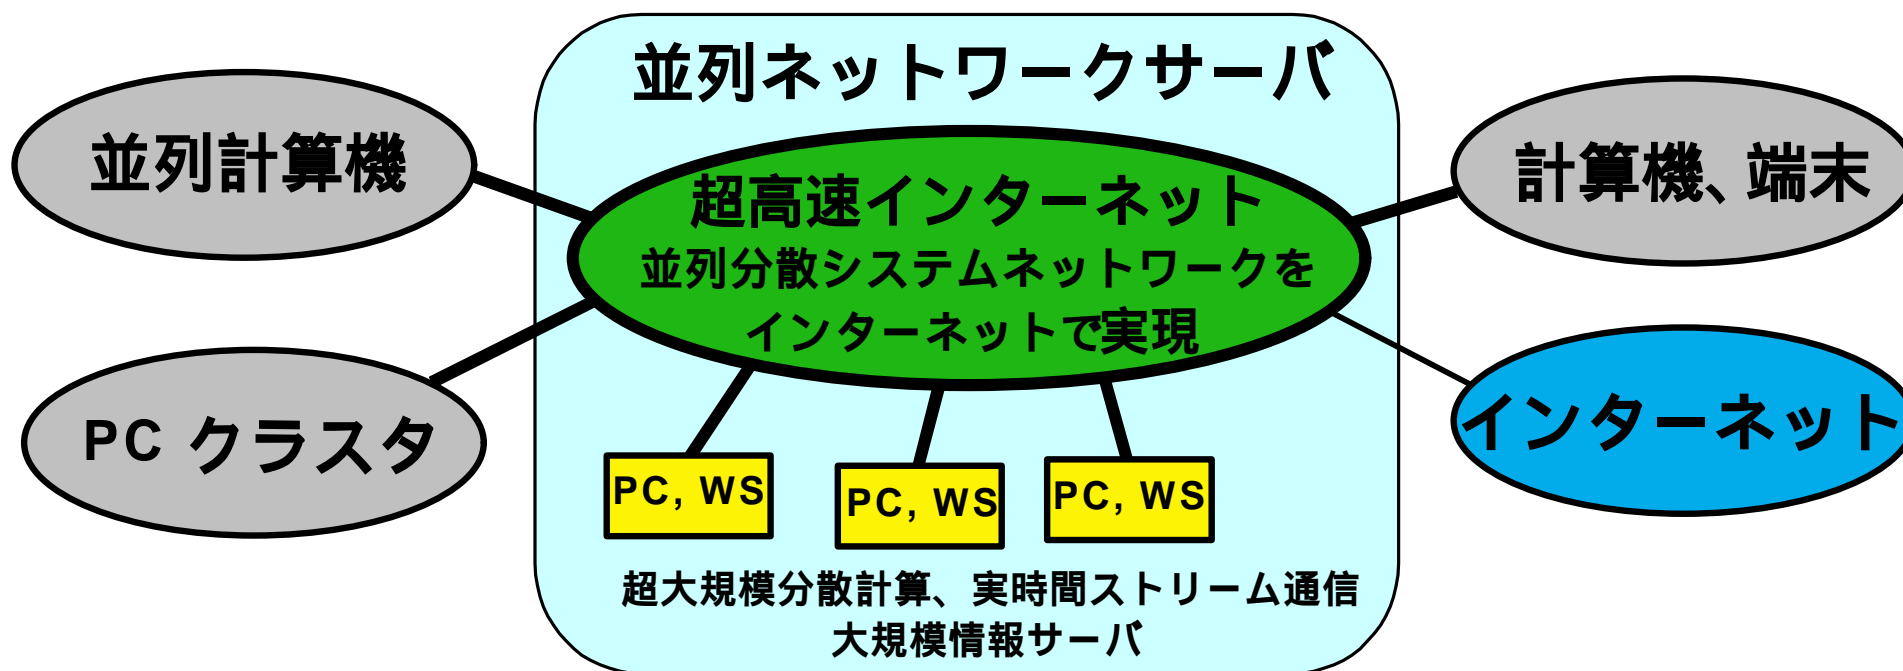 並列ネットワークサーバ
並列計算機
計算機、端末
超高速インターネット
並列分散システムネットワークを
インターネットで実現
PC クラスタ
インターネット
PC, WS
PC, WS
PC, WS
超大規模分散計算、実時間ストリーム通信
大規模情報サーバ